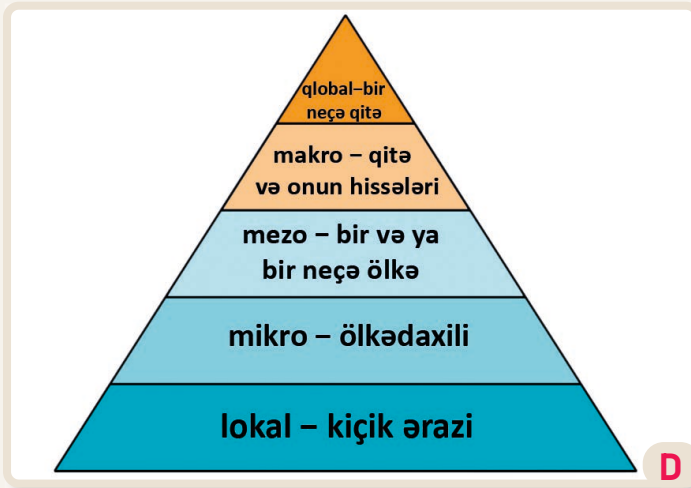 qlobal–bir
neçə qitə
makro – qitə
və onun hissələri
mezo – bir və ya
bir neçə ölkə
mikro – ölkədaxili
lokal – kiçik ərazi
D